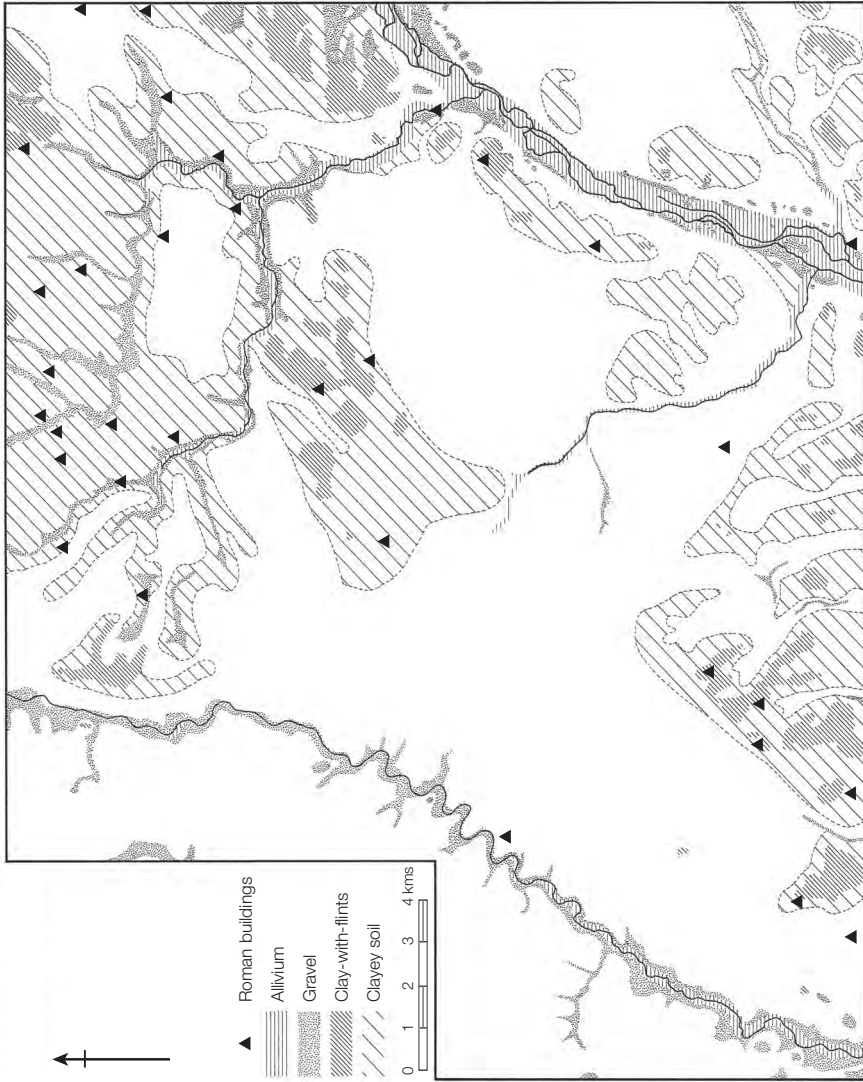 Roman buildings
Allivium
Gravel
Clay-with-flints
Clayey soil
0 1 2 3 4 kms